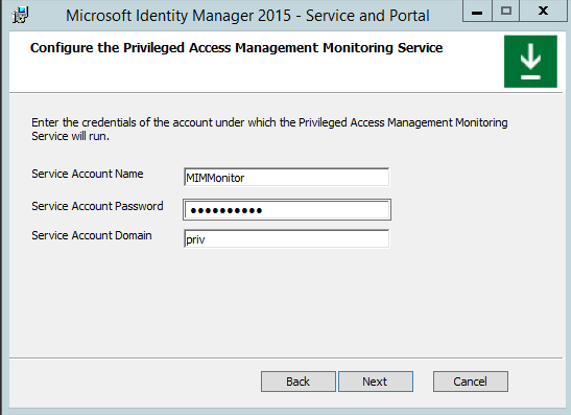 Microsoft Identity Manager 2015 - Service and Portal
Configure the Privileged Access Management Monitoring Service
Enter the credentials of the account under which the Privileged Access Management Monitoring
Service will run.
Service Account Name
MIMMonitor
Service Account Password
●●●●●●●●●●
Service Account Domain
priv
Back
Next
Cancel